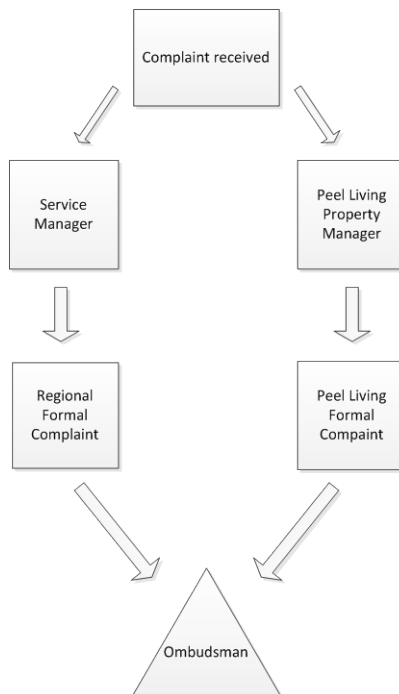 Complaint received
Service
Manager
Peel Living
Property
Manager
Regional
Formal
Complaint
Peel Living
Formal
Compaint
Ombudsman